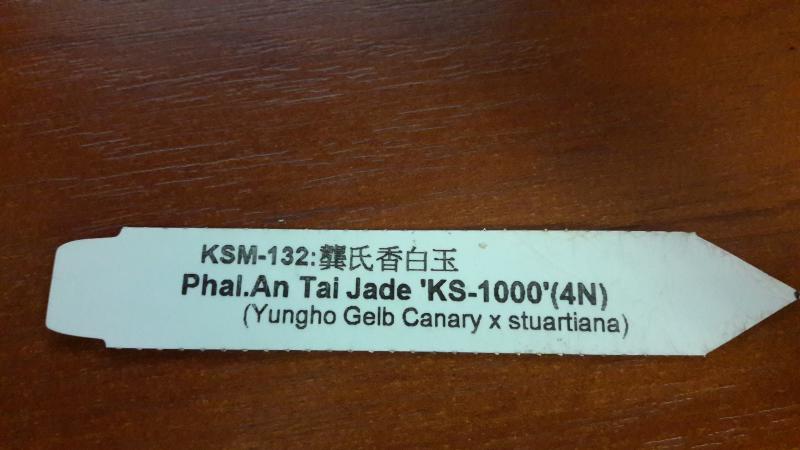 KSM-132:龔氏香白玉
Phal.An Tai Jade 'KS-1000'(4N)
(Yungho Gelb Canary x stuartiana)